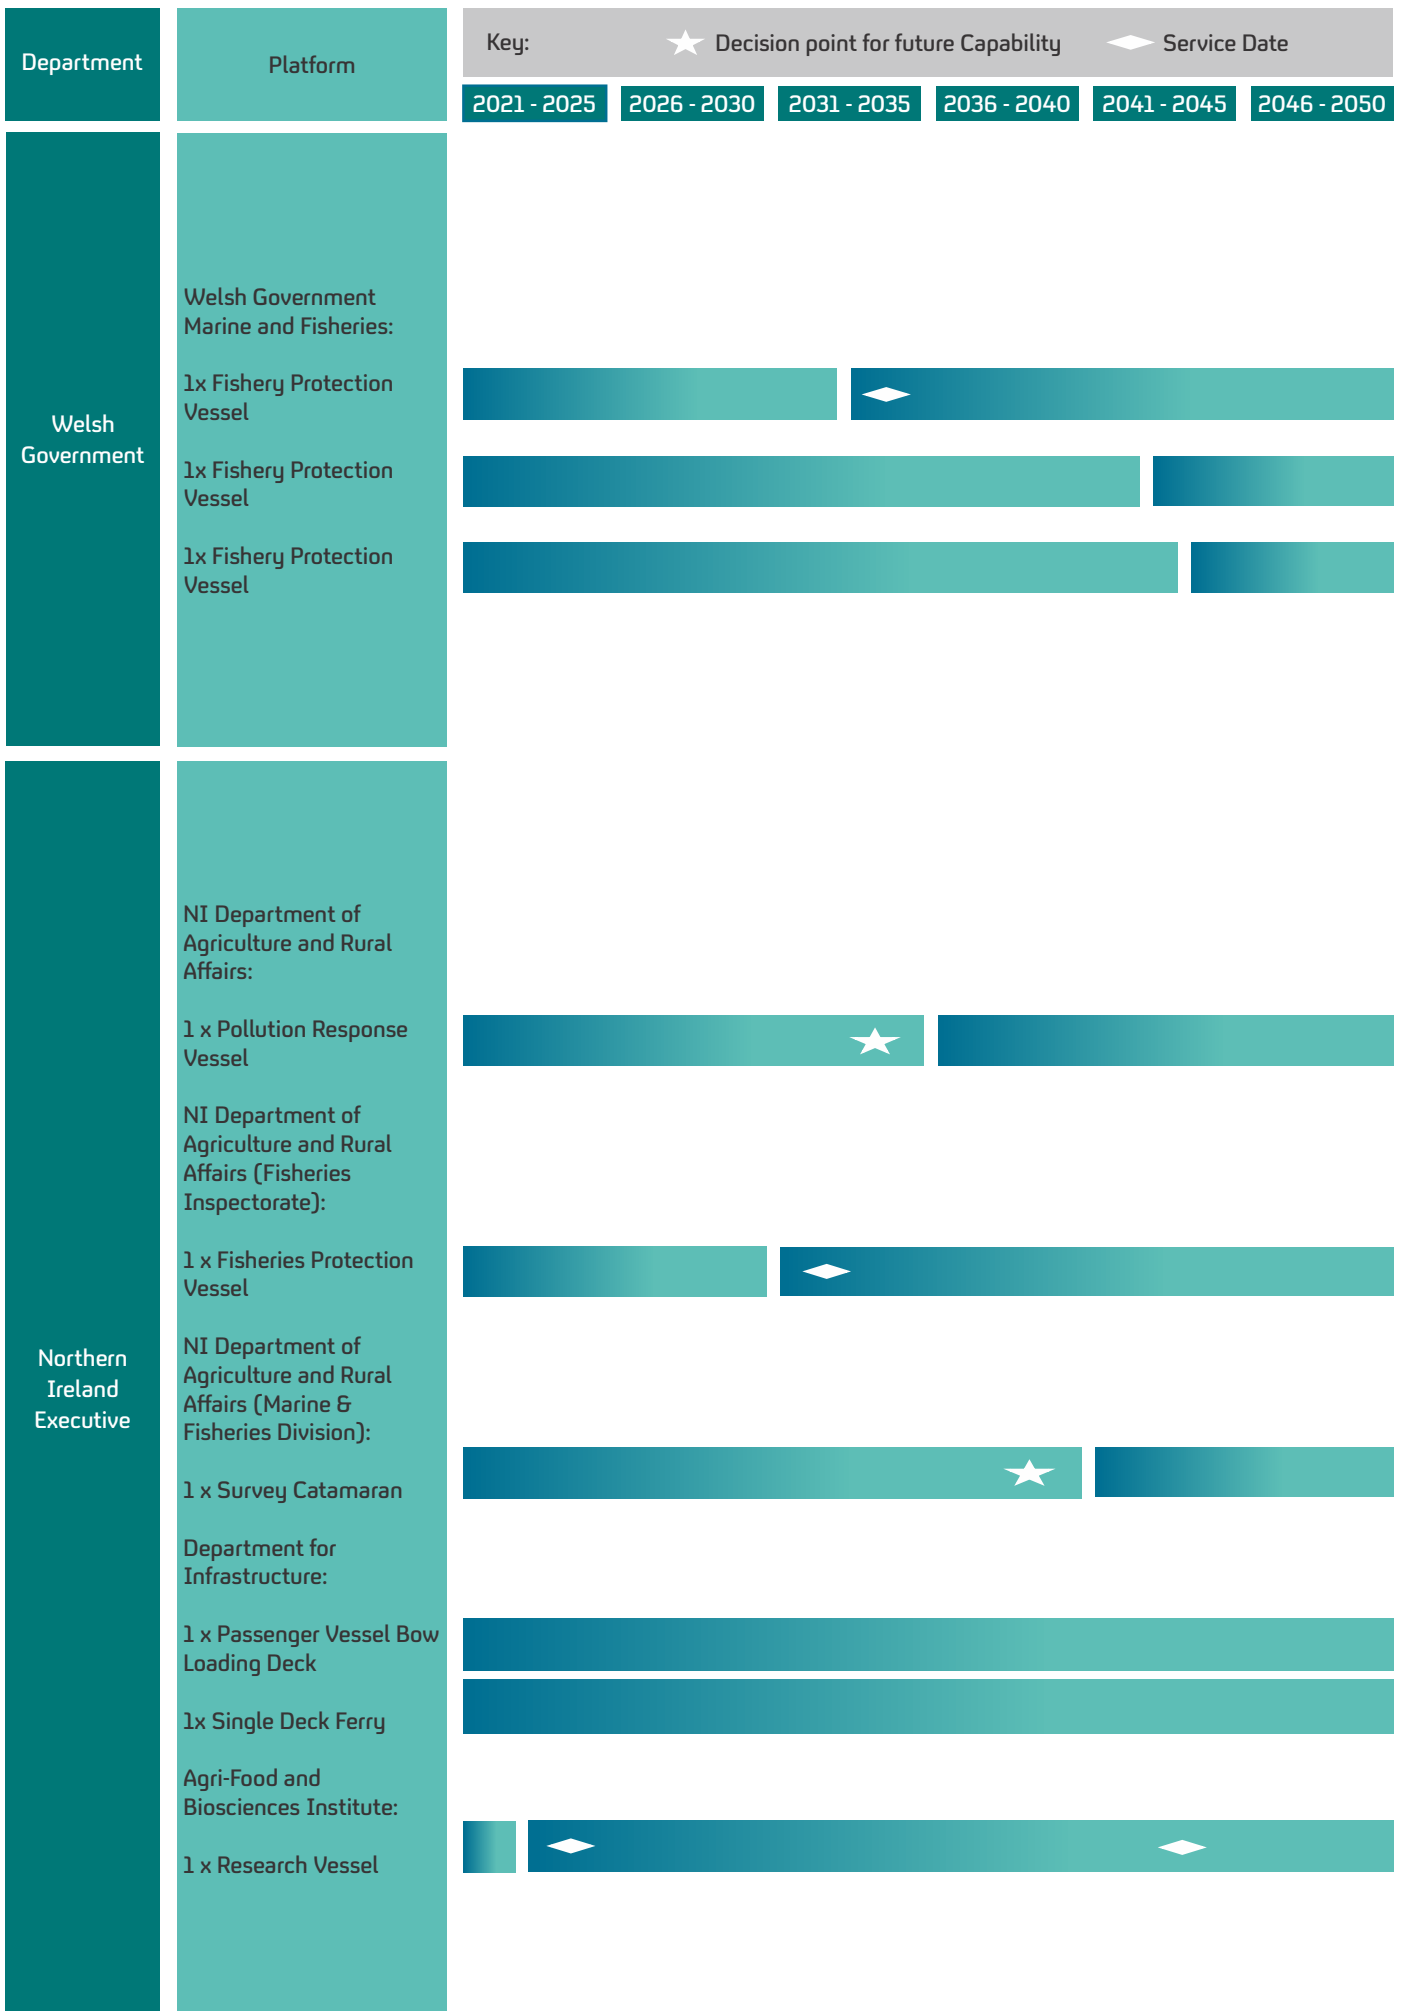 Department
Platform
Key:
Decision point for future Capability
Service Date
2021 - 2025
2026 - 2030
2031 - 2035
2036 - 2040
2041 - 2045
2046 - 2050
Welsh
Government
Welsh Government
Marine and Fisheries:
1x Fishery Protection
Vessel
1x Fishery Protection
Vessel
1x Fishery Protection
Vessel
Northern
Ireland
Executive
NI Department of
Agriculture and Rural
Affairs:
1 x Pollution Response
Vessel
NI Department of
Agriculture and Rural
Affairs (Fisheries
Inspectorate):
1 x Fisheries Protection
Vessel
NI Department of
Agriculture and Rural
Affairs (Marine &
Fisheries Division):
1 x Survey Catamaran
Department for
Infrastructure:
1 x Passenger Vessel Bow
Loading Deck
1x Single Deck Ferry
Agri-Food and
Biosciences Institute:
1 x Research Vessel